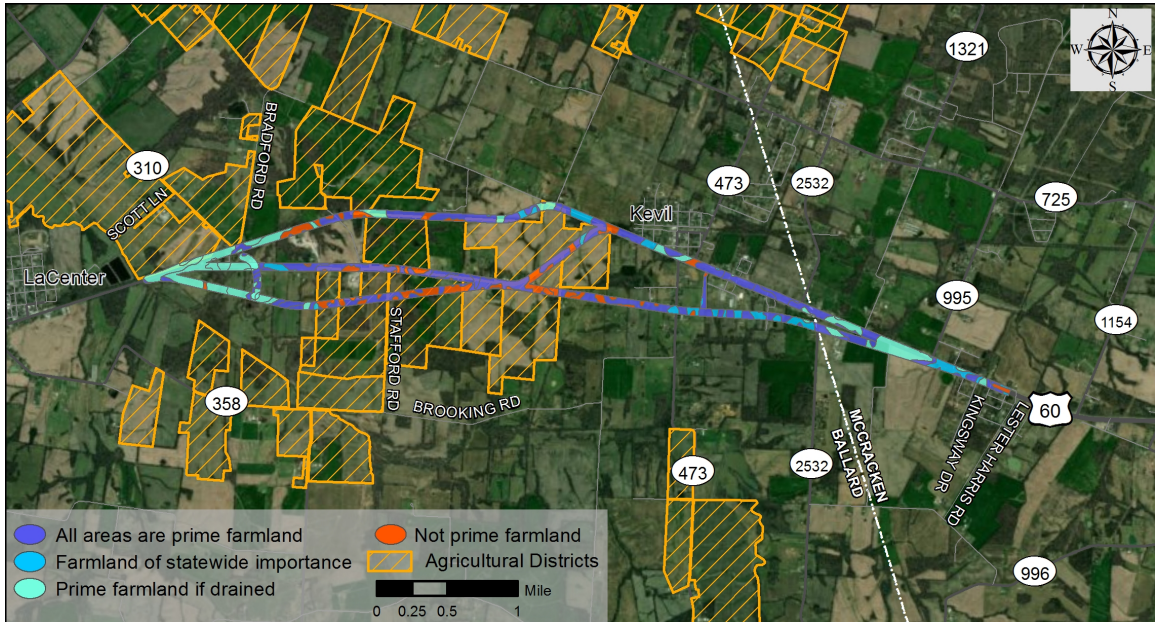 N
W
E
S
1321
BRADFORD RD
310
473
2532
725
SCOTT LN
Kevil
LaCenter
995
1154
STAFFORD RD
358
BROOKING RD
60
LESTER HARRIS RD
KINGSWAY DR
MCCRACKEN
BALLARD
473
2532
996
All areas are prime farmland
Farmland of statewide importance
Prime farmland if drained
Not prime farmland
Agricultural Districts
Mile
0 0.25 0.5 1